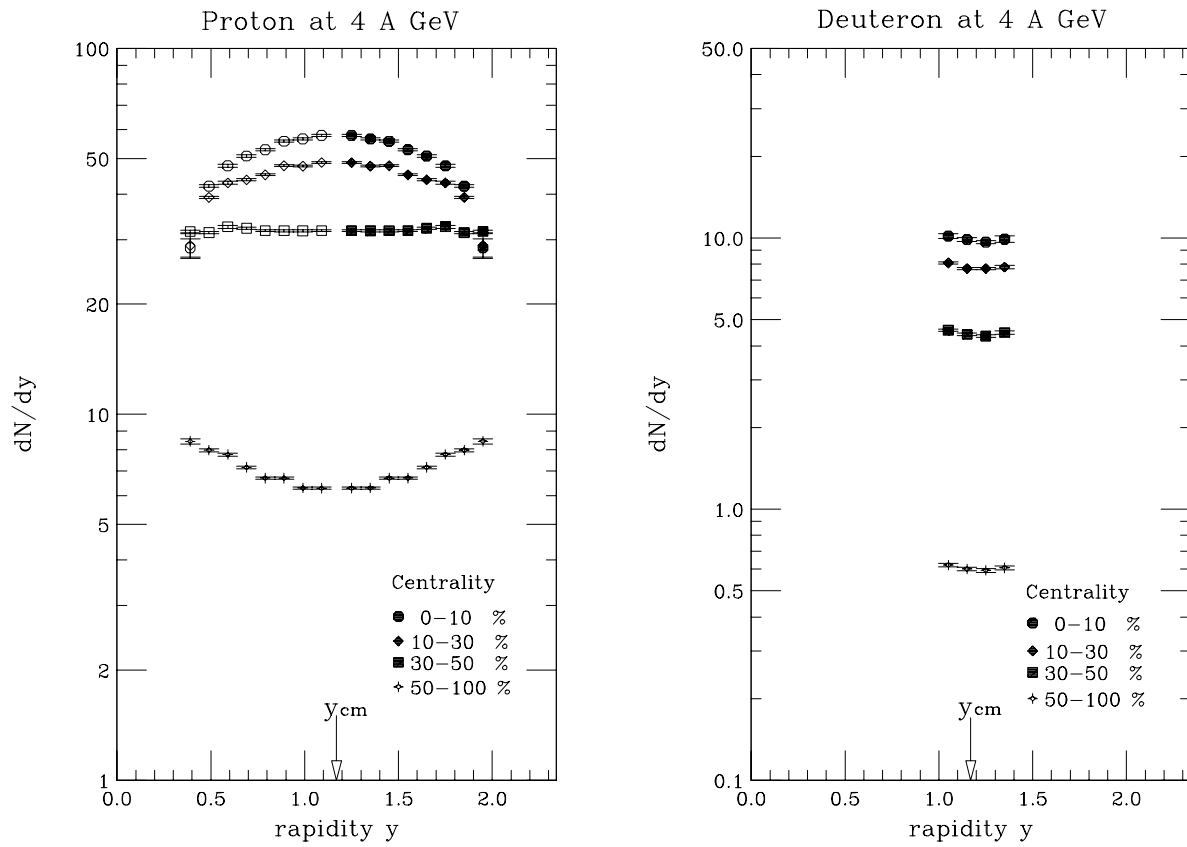 Proton at 4 A GeV
100
50
20
10
5
2
1
dN/dy
Centrality
0−10 %
10−30 %
30−50 %
50−100 %
ycm
0.0 0.5 1.0 1.5 2.0
rapidity y
Deuteron at 4 A GeV
50.0
10.0
5.0
1.0
0.5
0.1
dN/dy
Centrality
0−10 %
10−30 %
30−50 %
50−100 %
ycm
0.0 0.5 1.0 1.5 2.0
rapidity y